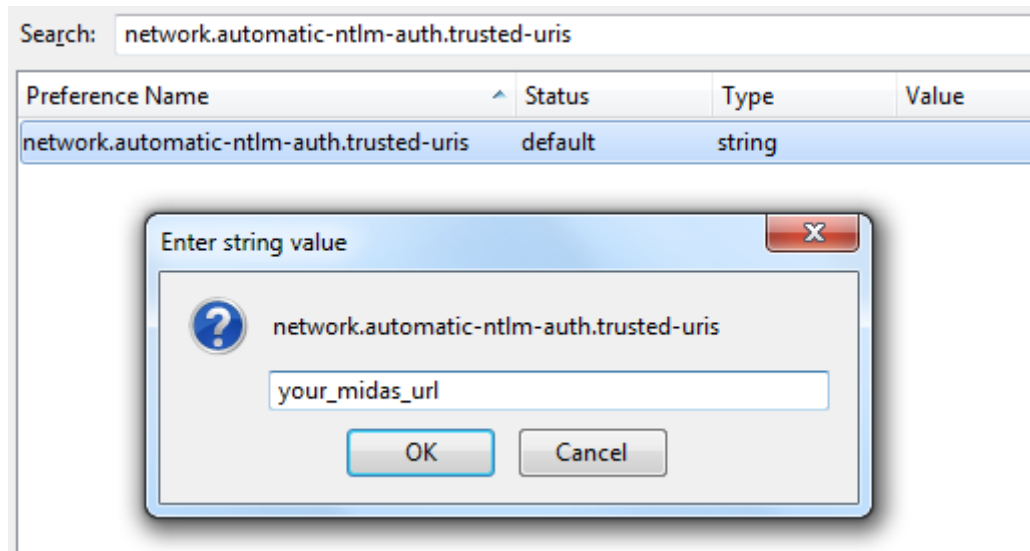 Search: network.automatic-ntlm-auth.trusted-uris
Preference Name Status Type Value
network.automatic-ntlm-auth.trusted-uris default string
Enter string value
network.automatic-ntlm-auth.trusted-uris
your_midas_url
OK Cancel